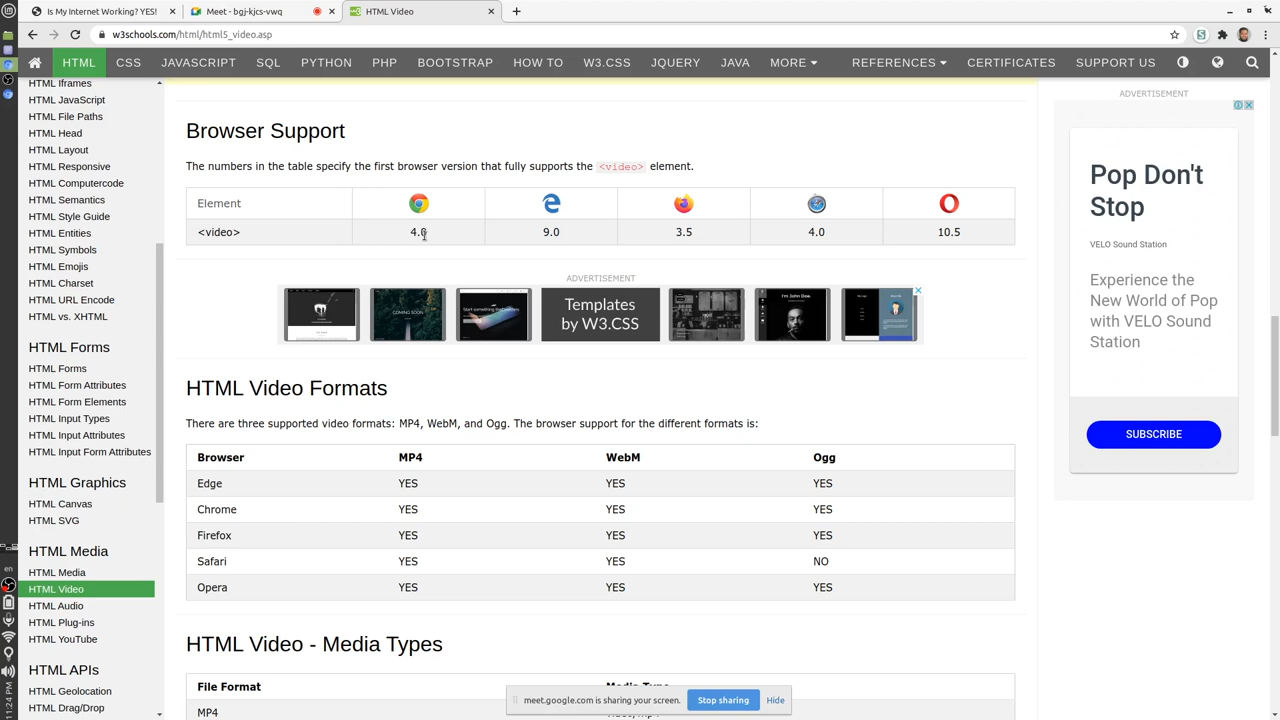 Is My Internet Working? YES!
Meet - bgj-kjcs-vwq
HTML Video
w3schools.com/html/html5_video.asp
HTML CSS JAVASCRIPT SQL PYTHON PHP BOOTSTRAP HOW TO W3.CSS JQUERY JAVA MORE REFERENCES CERTIFICATES SUPPORT US
HTML Iframes
HTML JavaScript
HTML File Paths
HTML Head
HTML Layout
HTML Responsive
HTML Computercode
HTML Semantics
HTML Style Guide
HTML Entities
HTML Symbols
HTML Emojis
HTML Charset
HTML URL Encode
HTML vs. XHTML
HTML Forms
HTML Forms
HTML Form Attributes
HTML Form Elements
HTML Input Types
HTML Input Attributes
HTML Input Form Attributes
HTML Graphics
HTML Canvas
HTML SVG
HTML Media
HTML Media
HTML Video
HTML Audio
HTML Plug-ins
HTML YouTube
HTML APIs
HTML Geolocation
HTML Drag/Drop
Browser Support
The numbers in the table specify the first browser version that fully supports the <video> element.
Element
<video> 4.0 9.0 3.5 4.0 10.5
ADVERTISEMENT
COMING SOON
Start something
Templates
by W3.CSS
I'm John Doe.
HTML Video Formats
There are three supported video formats: MP4, WebM, and Ogg. The browser support for the different formats is:
Browser MP4 WebM Ogg
Edge YES YES YES
Chrome YES YES YES
Firefox YES YES YES
Safari YES YES NO
Opera YES YES YES
HTML Video - Media Types
File Format
MP4
ADVERTISEMENT
Pop Don't
Stop
VELO Sound Station
Experience the
New World of Pop
with VELO Sound
Station
SUBSCRIBE
meet.google.com is sharing your screen. Stop sharing Hide
en
11:24 PM